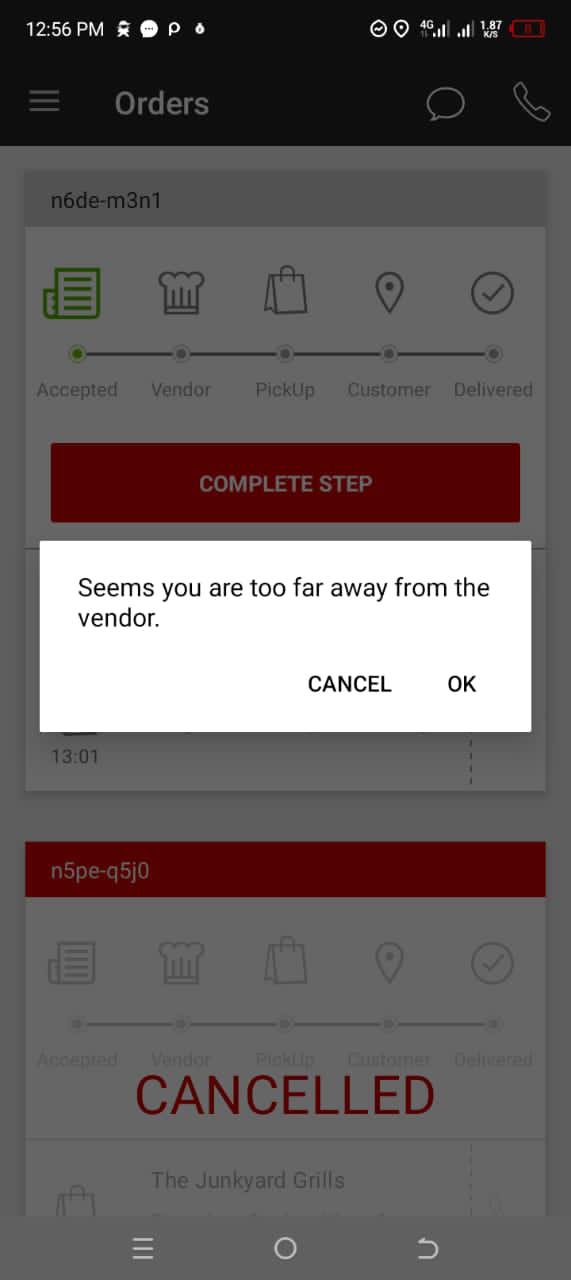 12:56 PM
4G
1.87
K/S
8
Orders
n6de-m3n1
Accepted Vendor PickUp Customer Delivered
COMPLETE STEP
Seems you are too far away from the
vendor.
CANCEL OK
13:01
n5pe-q5j0
Accepted Vendor PickUp Customer Delivered
CANCELLED
The Junkyard Grills